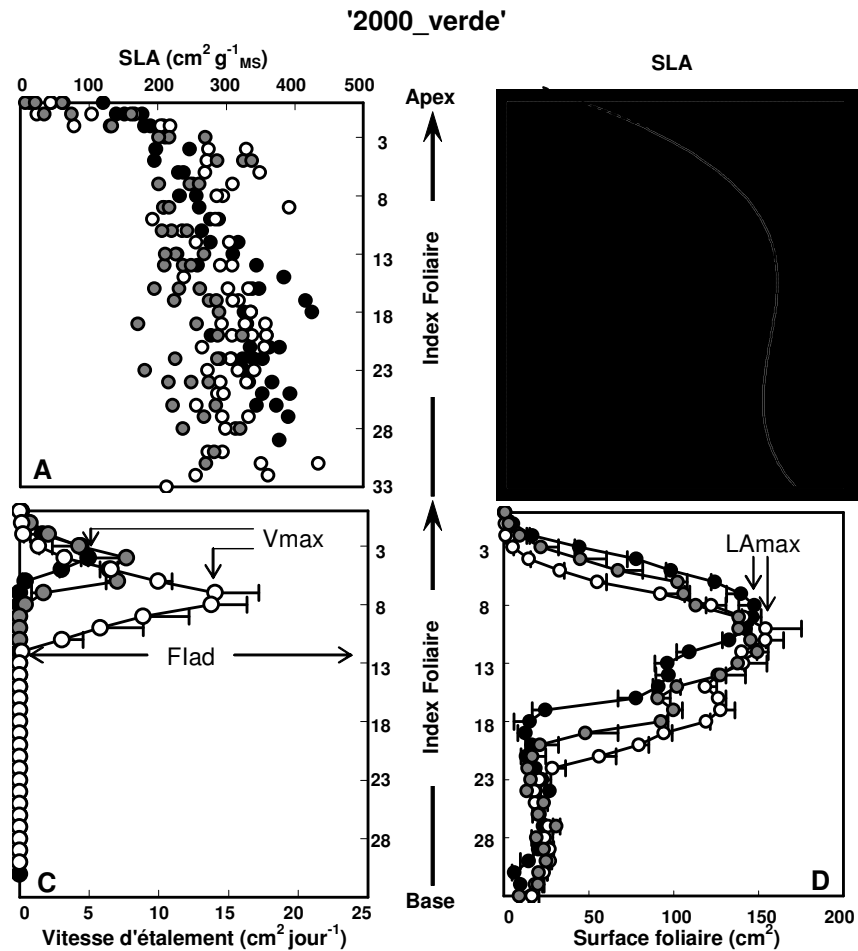 '2000_verde'
SLA (cm² g⁻¹MS)
SLA
0 100 200 300 400 500
Apex
3
8
13
18
23
28
33
A
Index Foliaire
Vmax
Flad
3
8
13
18
23
28
C
0 5 10 15 20 25
Vitesse d'étalement (cm² jour⁻¹)
Index Foliaire
Base
LAmax
3
8
13
18
23
28
D
0 50 100 150 200
Surface foliaire (cm²)